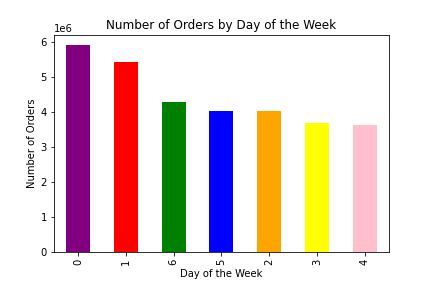 Number of Orders by Day of the Week
1e6
6
5
4
3
2
1
0
Number of Orders
0 1 6 5 2 3 4
Day of the Week